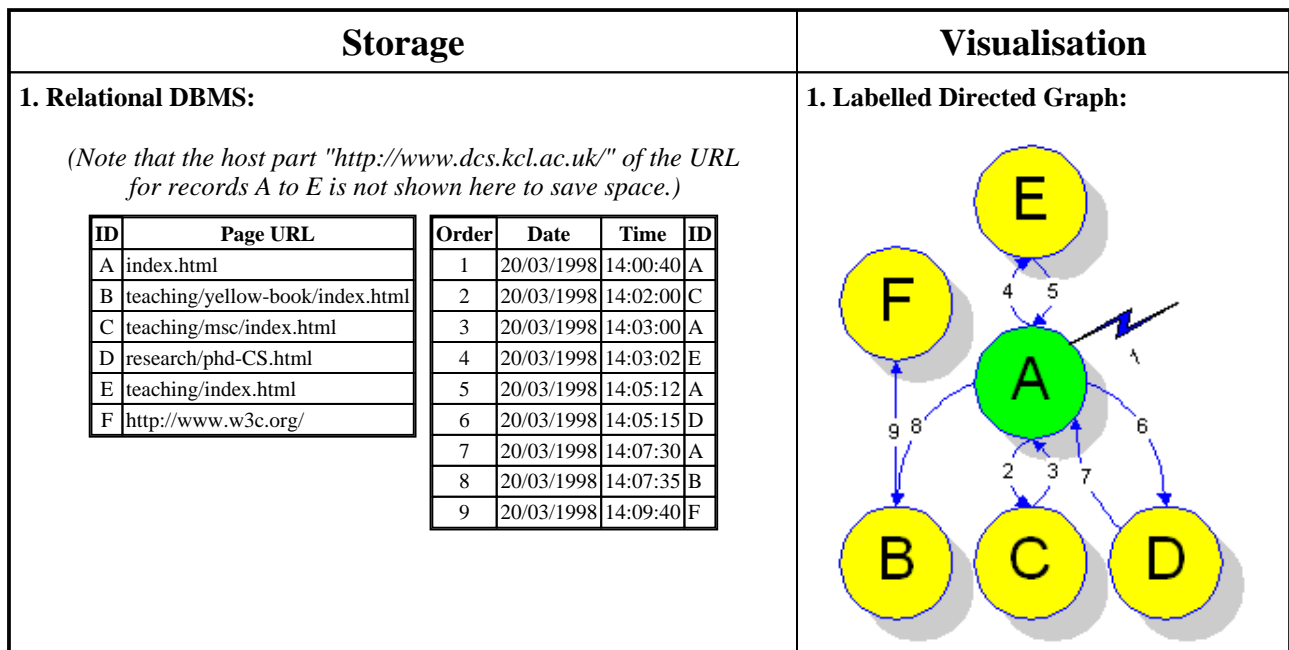 Storage
Visualisation
1. Relational DBMS:
(Note that the host part "http://www.dcs.kcl.ac.uk/" of the URL
for records A to E is not shown here to save space.)
ID Page URL
A index.html
B teaching/yellow-book/index.html
C teaching/msc/index.html
D research/phd-CS.html
E teaching/index.html
F http://www.w3c.org/
Order Date Time ID
1 20/03/1998 14:00:40 A
2 20/03/1998 14:02:00 C
3 20/03/1998 14:03:00 A
4 20/03/1998 14:03:02 E
5 20/03/1998 14:05:12 A
6 20/03/1998 14:05:15 D
7 20/03/1998 14:07:30 A
8 20/03/1998 14:07:35 B
9 20/03/1998 14:09:40 F
1. Labelled Directed Graph:
E
F
4 5
1
A
9 8 6
2 3 7
B C D